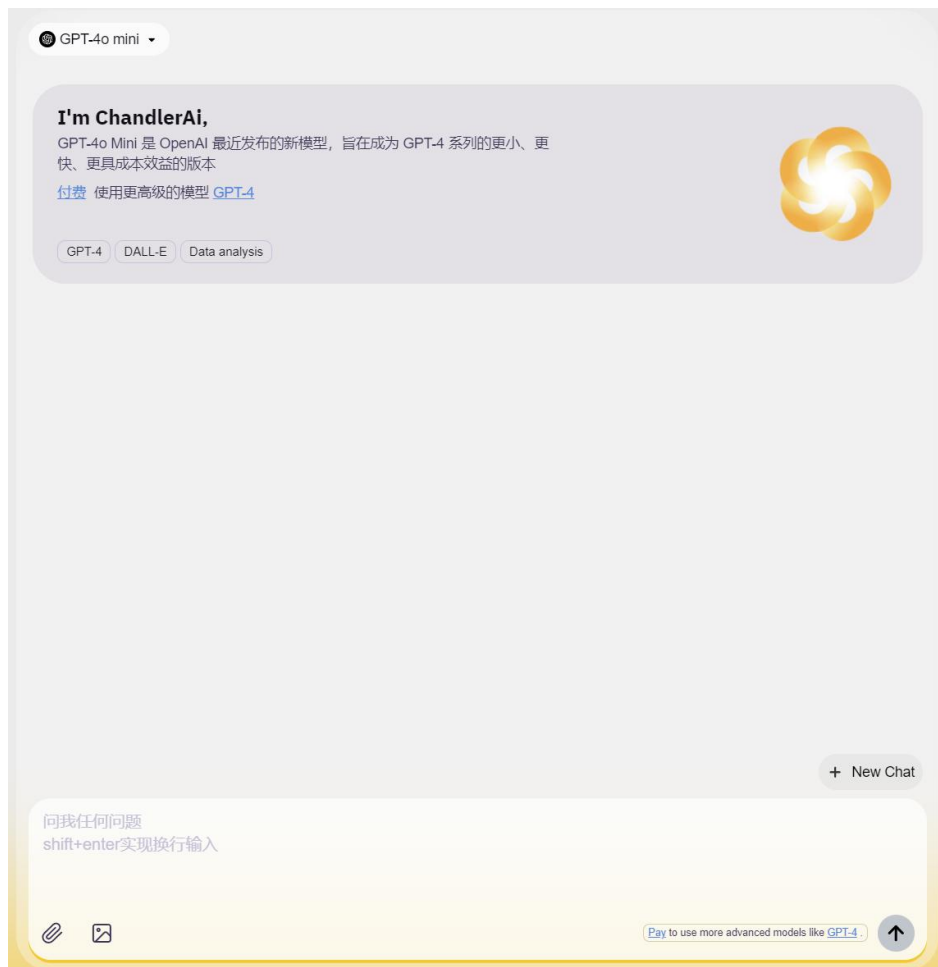 GPT-4o mini
I'm ChandlerAi,
GPT-4o Mini 是 OpenAI 最近发布的新模型，旨在成为 GPT-4 系列的更小、更
快、更具成本效益的版本
付费 使用更高级的模型 GPT-4
GPT-4 DALL-E Data analysis
+ New Chat
问我任何问题
shift+enter实现换行输入
Pay to use more advanced models like GPT-4 .